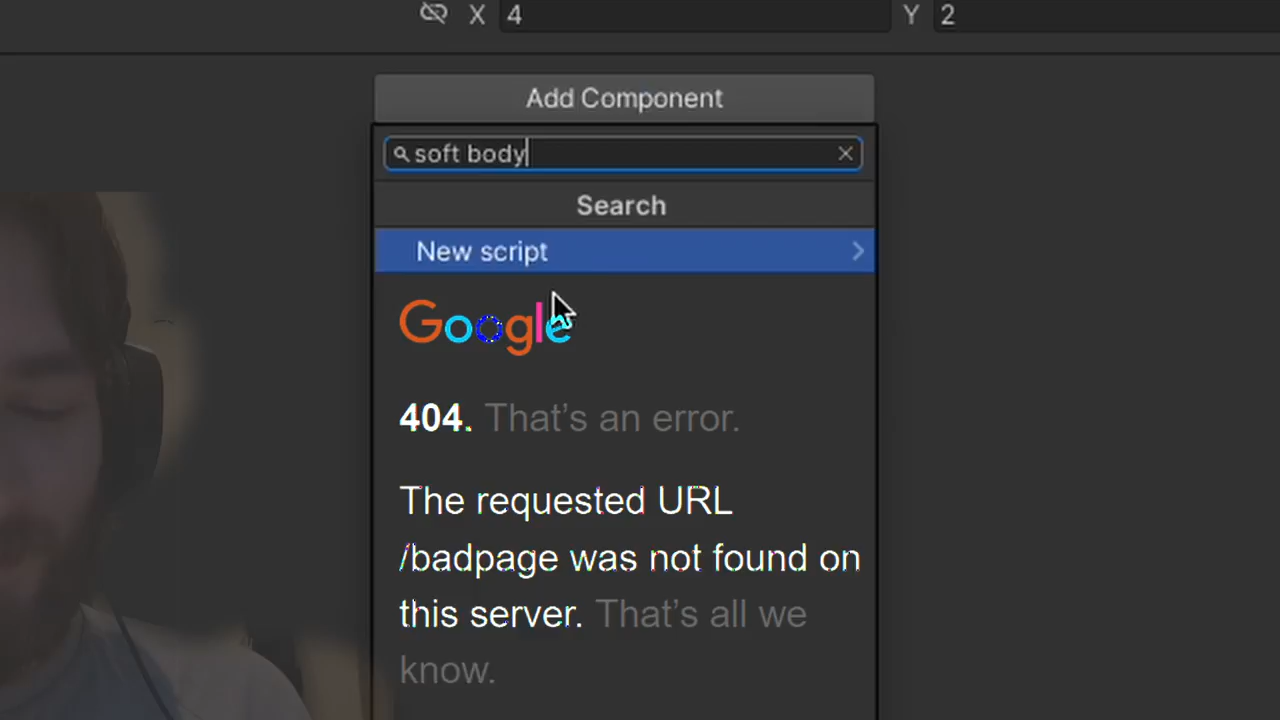 X 4 Y 2
Add Component
soft body
Search
New script
Google
404. That’s an error.
The requested URL
/badpage was not found on
this server. That’s all we
know.